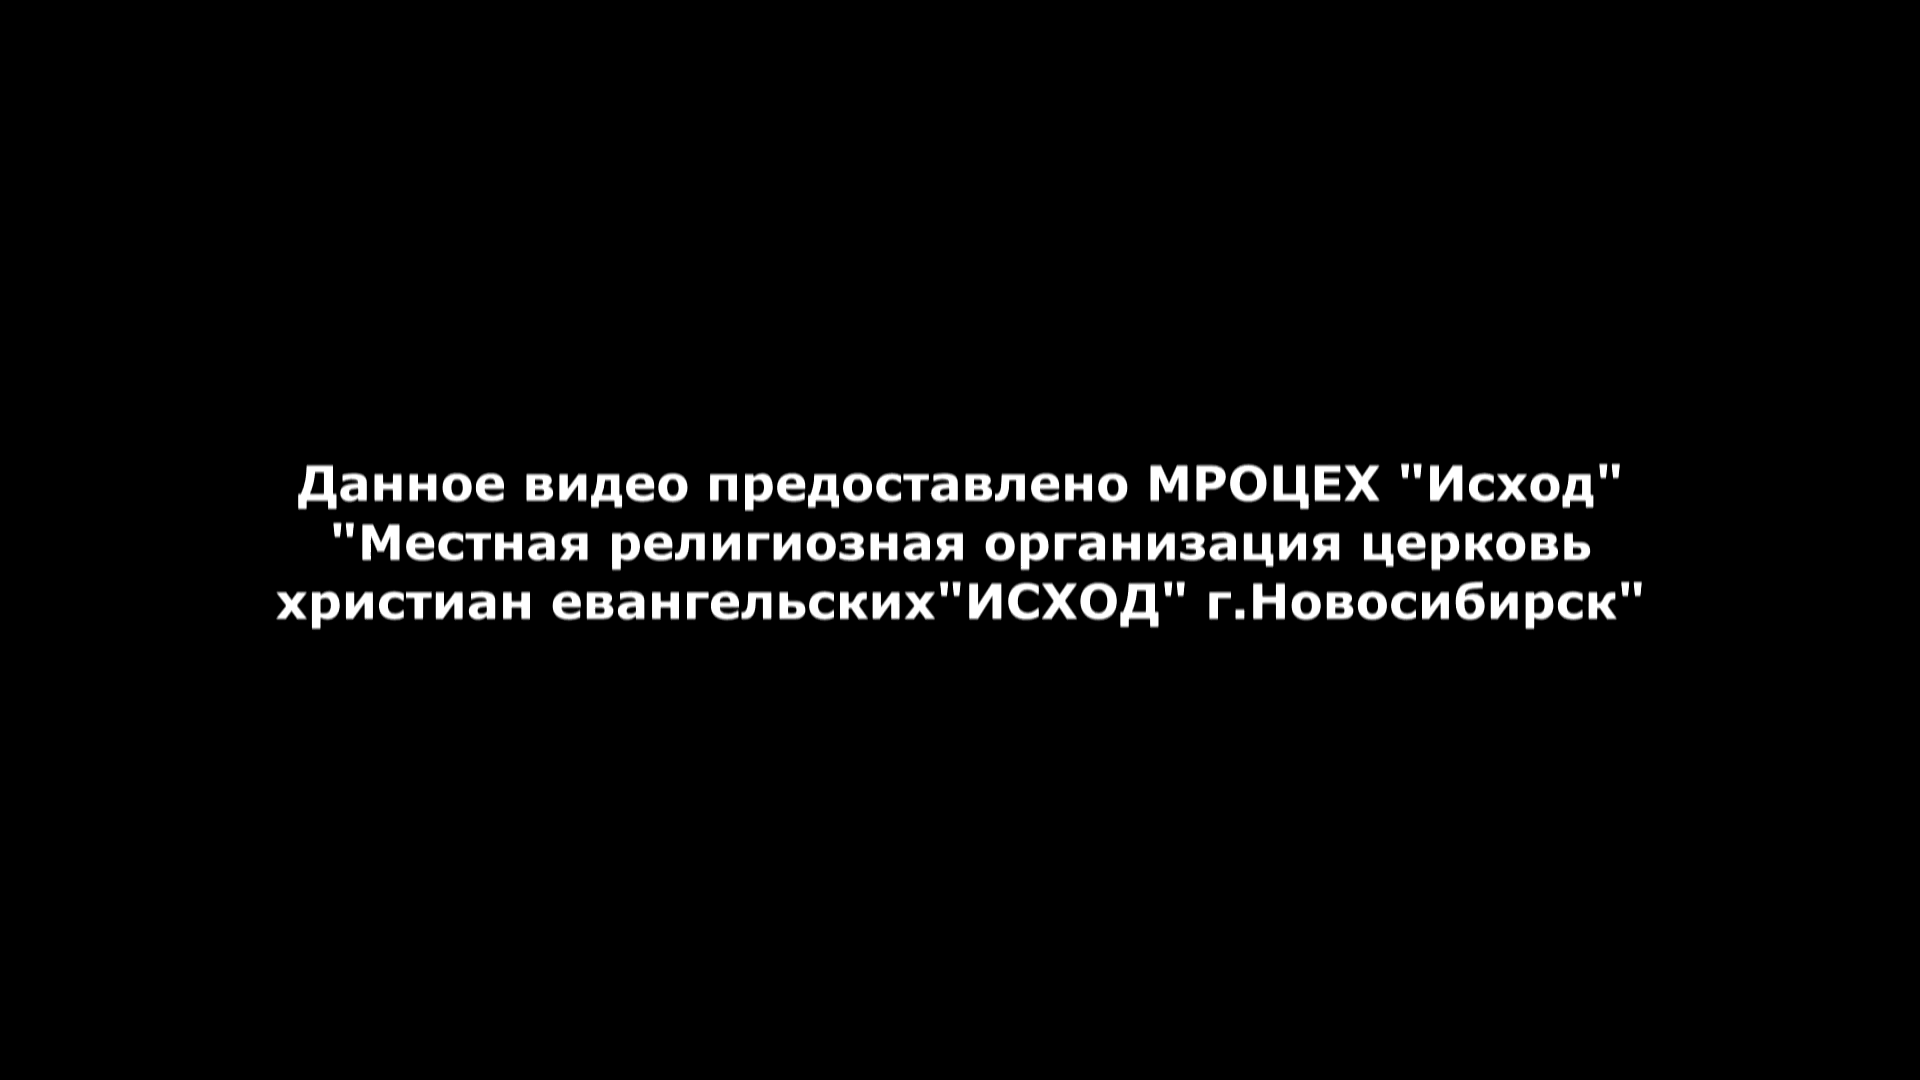 Данное видео предоставлено МРОЦЕХ "Исход"
"Местная религиозная организация церковь
христиан евангельских"ИСХОД" г.Новосибирск"